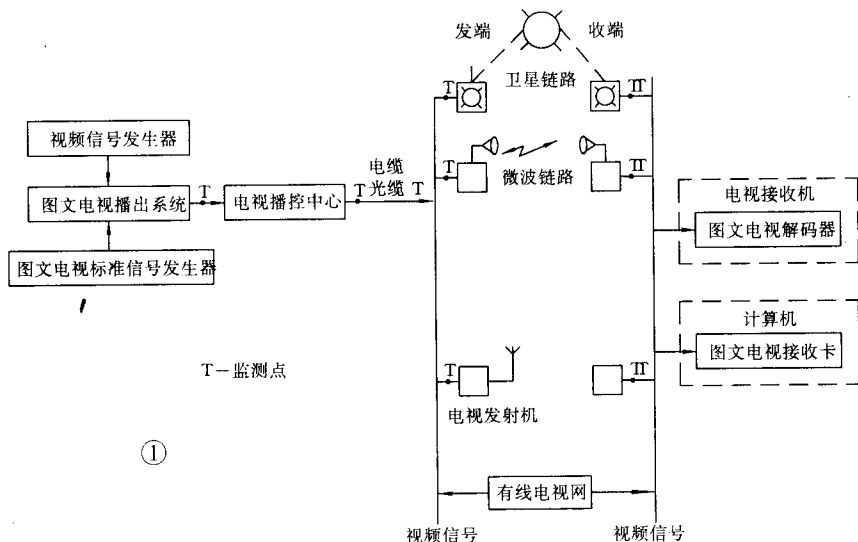 发端
收端
卫星链路
T
TT
视频信号发生器
电缆
光缆
T
T
T
图文电视播出系统
电视播控中心
T
微波链路
TT
电视接收机
图文电视解码器
图文电视标准信号发生器
计算机
图文电视接收卡
T－监测点
T
TT
电视发射机
①
有线电视网
视频信号
视频信号